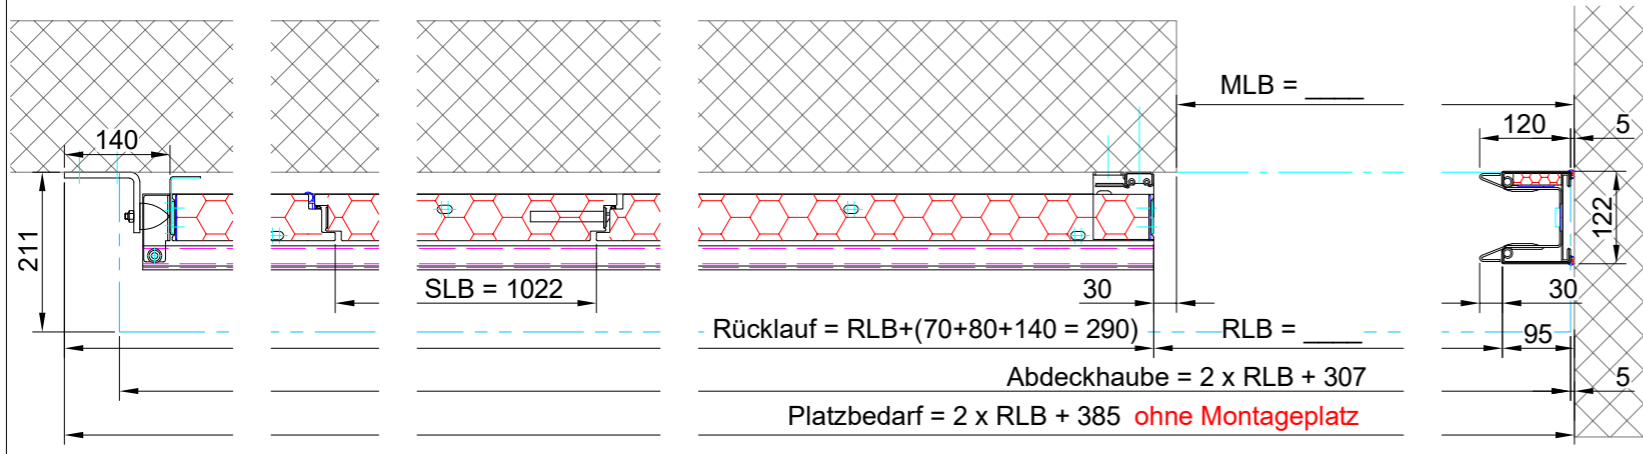 MLB = ____
140
120
5
211
122
SLB = 1022
30
30
Rücklauf = RLB+(70+80+140 = 290)
RLB = ____
95
Abdeckhaube = 2 x RLB + 307
5
Platzbedarf = 2 x RLB + 385 ohne Montageplatz